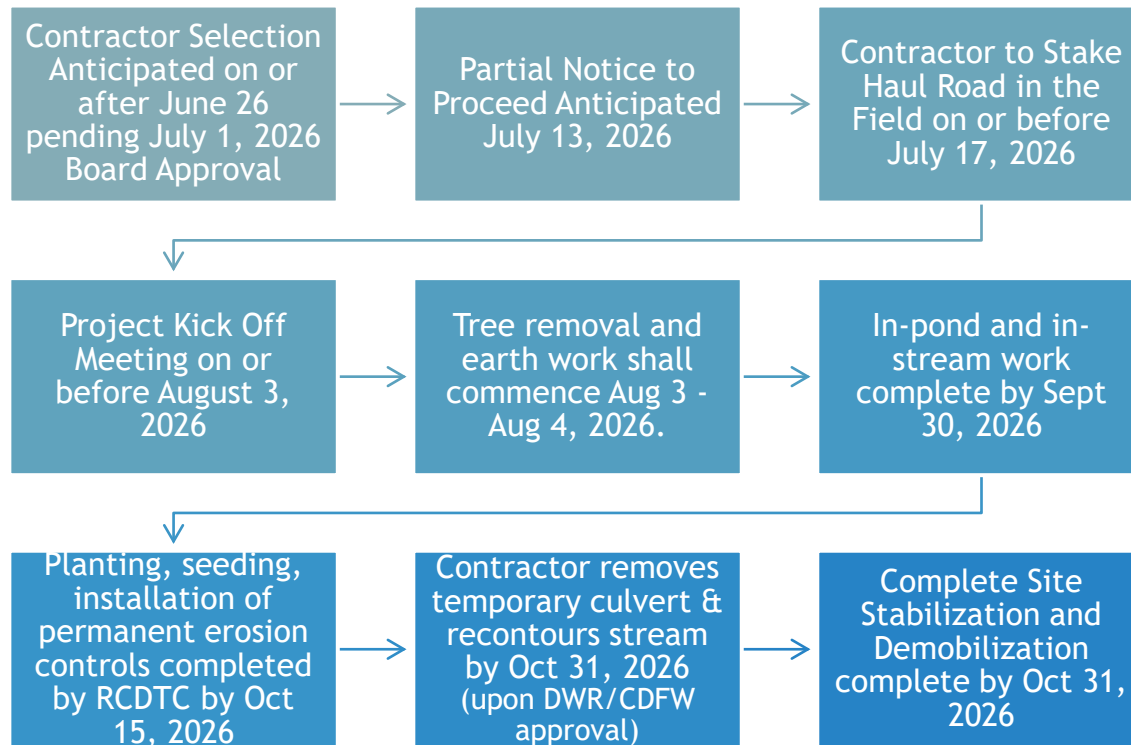 Contractor Selection
Anticipated on or
after June 26
pending July 1, 2026
Board Approval
Partial Notice to
Proceed Anticipated
July 13, 2026
Contractor to Stake
Haul Road in the
Field on or before
July 17, 2026
Project Kick Off
Meeting on or
before August 3,
2026
Tree removal and
earth work shall
commence Aug 3 -
Aug 4, 2026.
In-pond and in-
stream work
complete by Sept
30, 2026
Planting, seeding,
installation of
permanent erosion
controls completed
by RCDTC by Oct
15, 2026
Contractor removes
temporary culvert &
recontours stream
by Oct 31, 2026
(upon DWR/CDFW
approval)
Complete Site
Stabilization and
Demobilization
complete by Oct 31,
2026